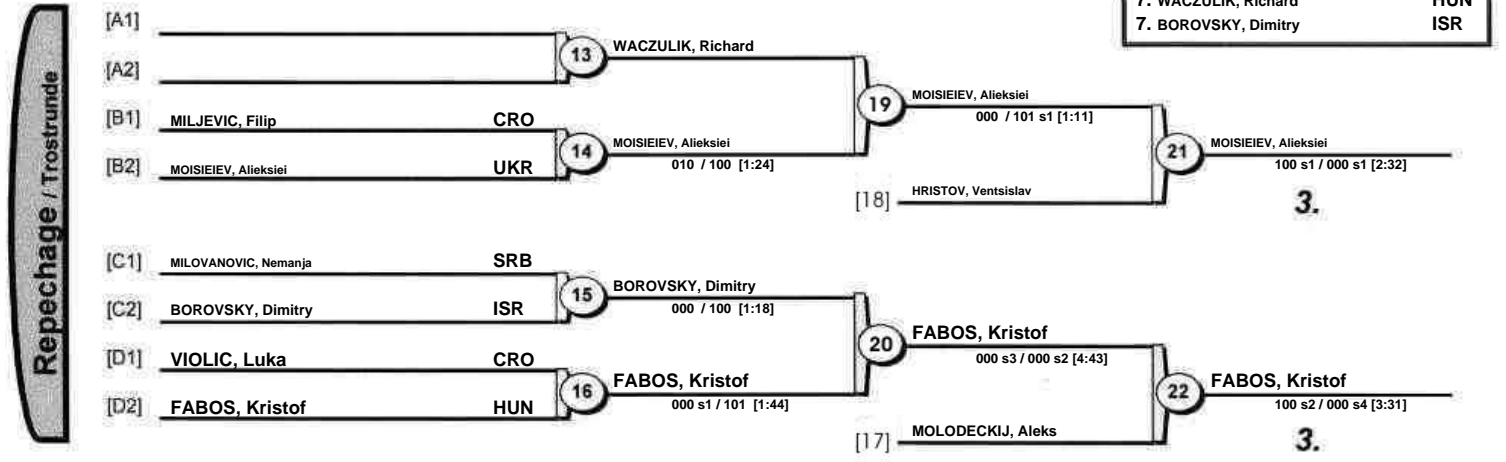 7. WACZULIK, Richard HUN
7. BOROVSKY, Dimitry ISR
Repechage / Trostrunde
[A1]
13 WACZULIK, Richard
[A2]
19 MOISIEIEV, Alieksiei
000 / 101 s1 [1:11]
[B1] MILJEVIC, Filip CRO
14 MOISIEIEV, Alieksiei
010 / 100 [1:24]
21 MOISIEIEV, Alieksiei
100 s1 / 000 s1 [2:32]
[B2] MOISIEIEV, Alieksiei UKR
[18] HRISTOV, Ventsislav
3.
[C1] MILOVANOVIC, Nemanja SRB
15 BOROVSKY, Dimitry
000 / 100 [1:18]
[C2] BOROVSKY, Dimitry ISR
20 FABOS, Kristof
000 s3 / 000 s2 [4:43]
[D1] VIOLIC, Luka CRO
16 FABOS, Kristof
000 s1 / 101 [1:44]
22 FABOS, Kristof
100 s2 / 000 s4 [3:31]
[D2] FABOS, Kristof HUN
[17] MOLODECKIJ, Aleks
3.